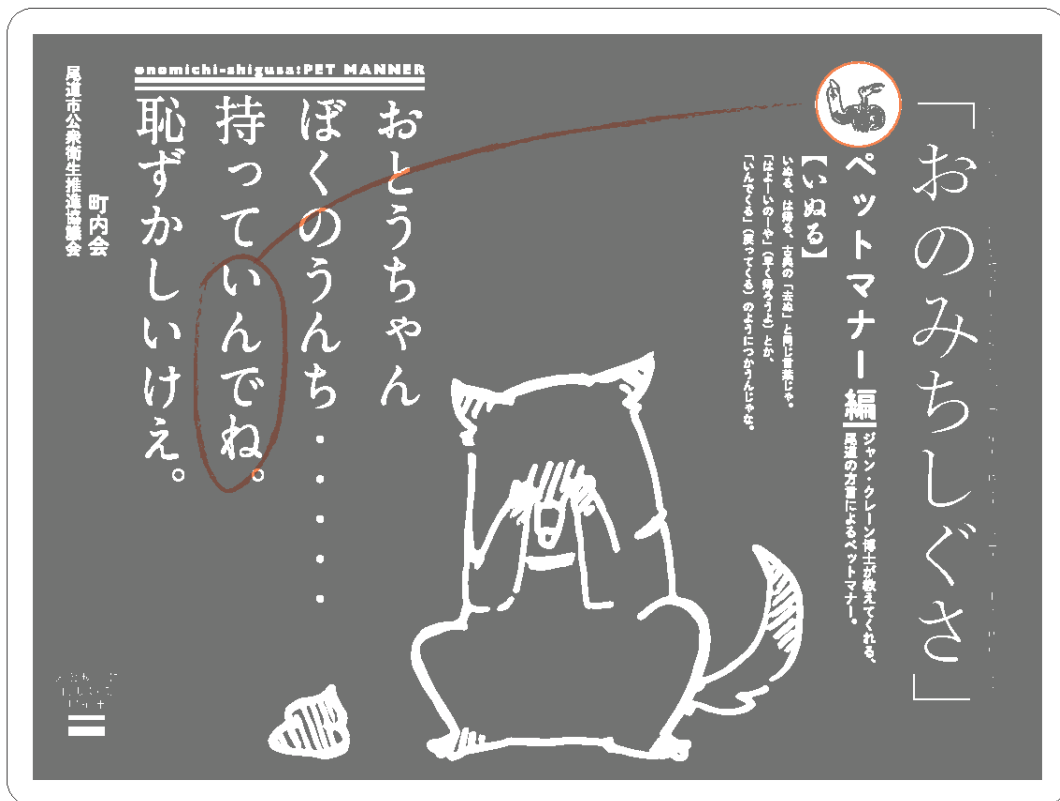 「おのみちしぐさ」
ペットマナー編
ジャン・クレーン博士が教えてくれる、
尾道の方言によるペットマナー。
【いぬる】
いぬる、は帰る、古典の「去ぬ」と同じ言葉じゃ。
「はよーいのーや」（早く帰ろうよ）とか、
「いんでくる」（戻ってくる）のようにつかうんじゃな。
onomichi-shigusa:PET MANNER
おとうちゃん
ぼくのうんち・・・・・・
持っていんでね。
恥ずかしいけえ。
町内会
尾道市公衆衛生推進協議会